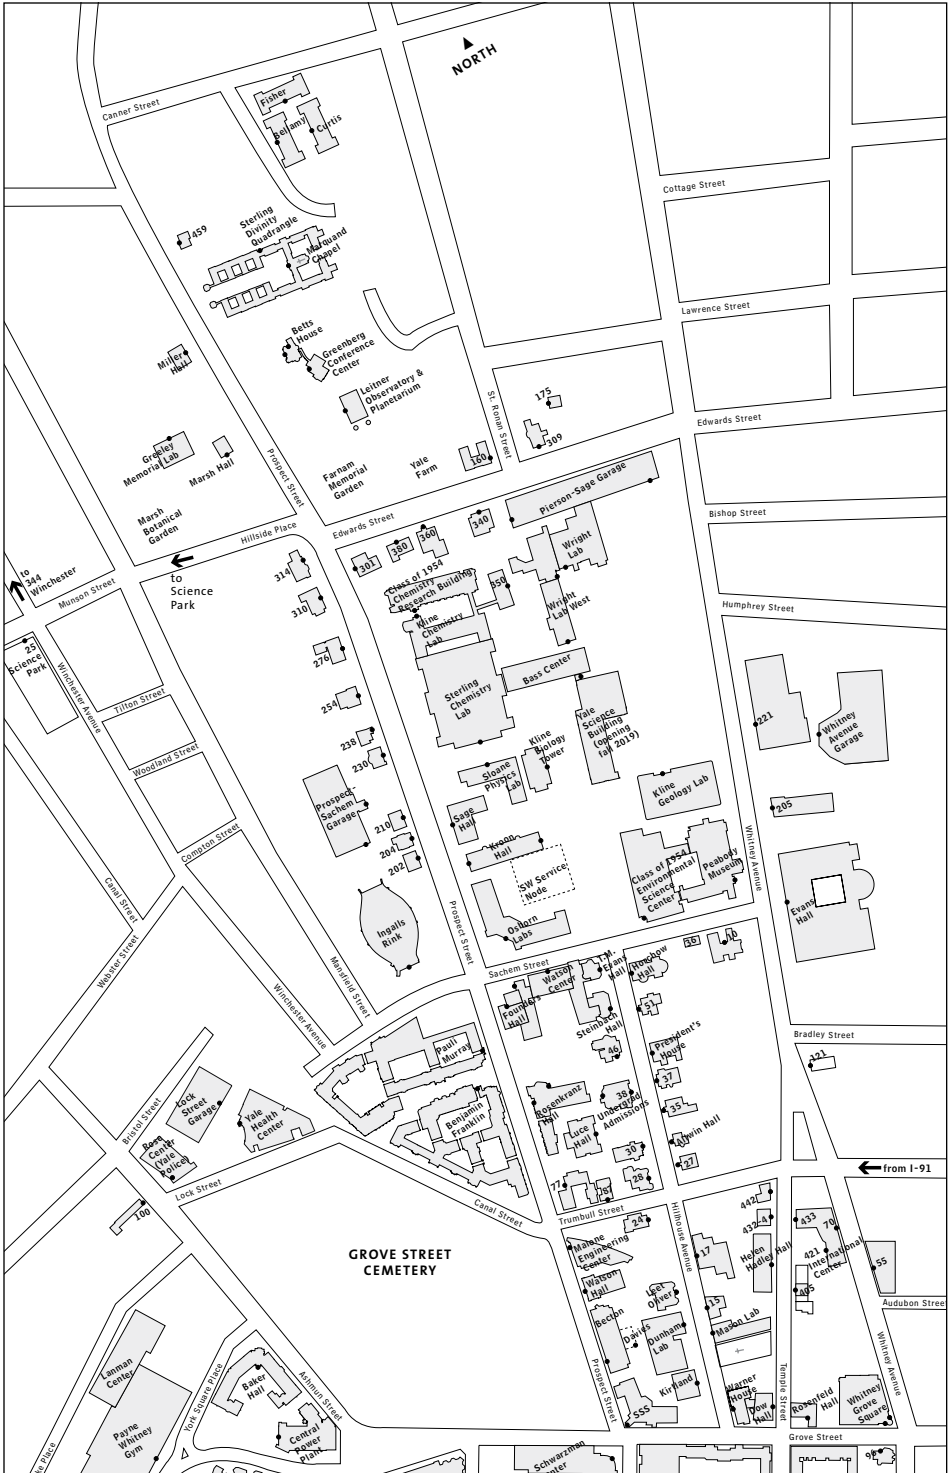 NORTH
Canner Street
Fisher
Bellamy
Curtis
Cottage Street
459
Sterling
Divinity
Quadrangle
Marquand
Chapel
Lawrence Street
Betts
House
Greenberg
Conference
Center
Miller
Hall
Leitner
Observatory &
Planetarium
175
309
St. Ronan Street
Edwards Street
Greeley
Memorial Lab
Marsh Hall
Prospect Street
Farnam
Memorial
Garden
Yale
Farm
160
Pierson-Sage Garage
Marsh
Botanical
Garden
Hillside Place
Edwards Street
340
360
380
301
Bishop Street
Wright
Lab
to
344
Winchester
Munson Street
to
Science
Park
314
310
Class of 1954
Chemistry
Research Building
350
Kline
Chemistry
Lab
Wright
Lab West
Humphrey Street
25
Science
Park
Winchester Avenue
276
Bass Center
Tilton Street
254
Sterling
Chemistry
Lab
Yale
Science
Building
(opening
fall 2019)
221
Whitney
Avenue
Garage
Woodland Street
238
230
Kline
Biology
Tower
Sloane
Physics
Lab
Kline
Geology Lab
Prospect-
Sachem
Garage
205
210
204
202
Sage
Hall
Compton Street
Kroon
Hall
SW Service
Node
Class of 1954
Environmental
Science
Center
Peabody
Museum
Whitney Avenue
Canal Street
Evans
Hall
Ingalls
Rink
Prospect Street
Osborn
Labs
Webster Street
Mansfield Street
Winchester Avenue
Sachem Street
36
10
Watson
Center
T.M.
Evans
Hall
Horchow
Hall
Founders
Hall
51
Steinbach
Hall
Bradley Street
Pauli
Murray
46
President's
House
121
37
Lock
Street
Garage
Bristol Street
Yale
Health
Center
Benjamin
Franklin
Rosenkranz
Hall
38
Undergrad
Admissions
35
Luce
Hall
Rose
Center
(Yale
Police)
30
27
from I-91
Lock Street
77
87
28
100
Canal Street
Trumbull Street
24
Hillhouse Avenue
442
432-4
433
70
421
International
Center
GROVE STREET
CEMETERY
Malone
Engineering
Center
17
Helen
Hadley Hall
55
Watson
Hall
Leet
Oliver
405
15
Audubon Street
Becton
Davies
Dunham
Lab
Mason Lab
Lanman
Center
York Square Place
Baker
Hall
Ashmun Street
Prospect Street
Kirtland
Temple Street
Whitney Avenue
Warner
House
Dow
Hall
Rosenfeld
Hall
Whitney
Grove
Square
SSS
Payne
Whitney
Gym
Central
Power
Plant
Grove Street
Schwarzman